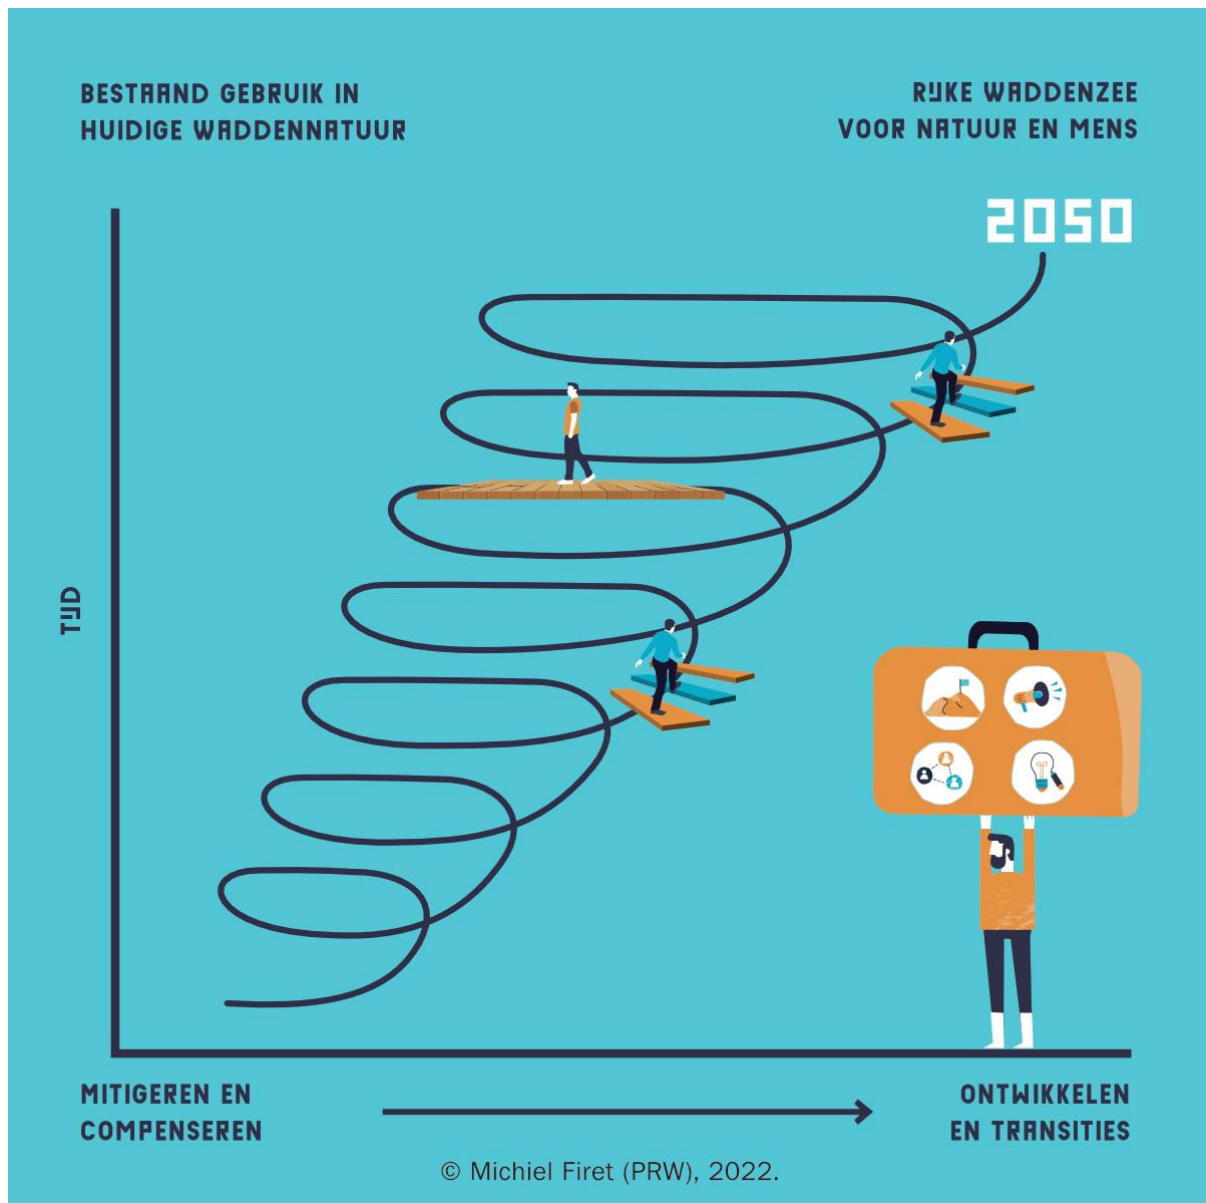 BESTAAND GEBRUIK IN
HUIDIGE WADDENNATUUR
RIJKE WADDENZEE
VOOR NATUUR EN MENS
2050
TIJD
MITIGEREN EN
COMPENSEREN
ONTWIKKELEN
EN TRANSITIES
© Michiel Firet (PRW), 2022.